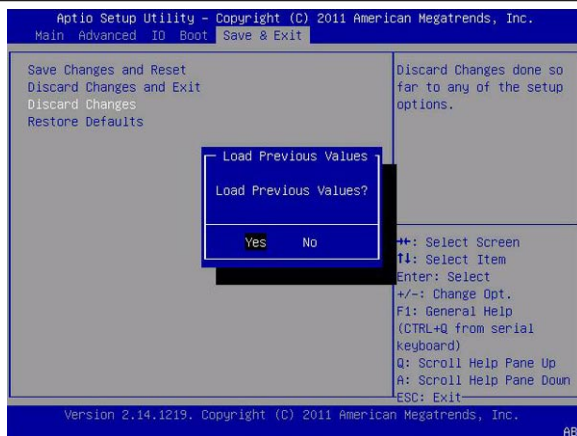 Aptio Setup Utility – Copyright (C) 2011 American Megatrends, Inc.
Main Advanced IO Boot Save & Exit
Save Changes and Reset
Discard Changes and Exit
Discard Changes
Restore Defaults
Discard Changes done so
far to any of the setup
options.
Load Previous Values
Load Previous Values?
Yes No
→←: Select Screen
↑↓: Select Item
Enter: Select
+/-: Change Opt.
F1: General Help
(CTRL+Q from serial
keyboard)
Q: Scroll Help Pane Up
A: Scroll Help Pane Down
ESC: Exit
Version 2.14.1219. Copyright (C) 2011 American Megatrends, Inc.
AB